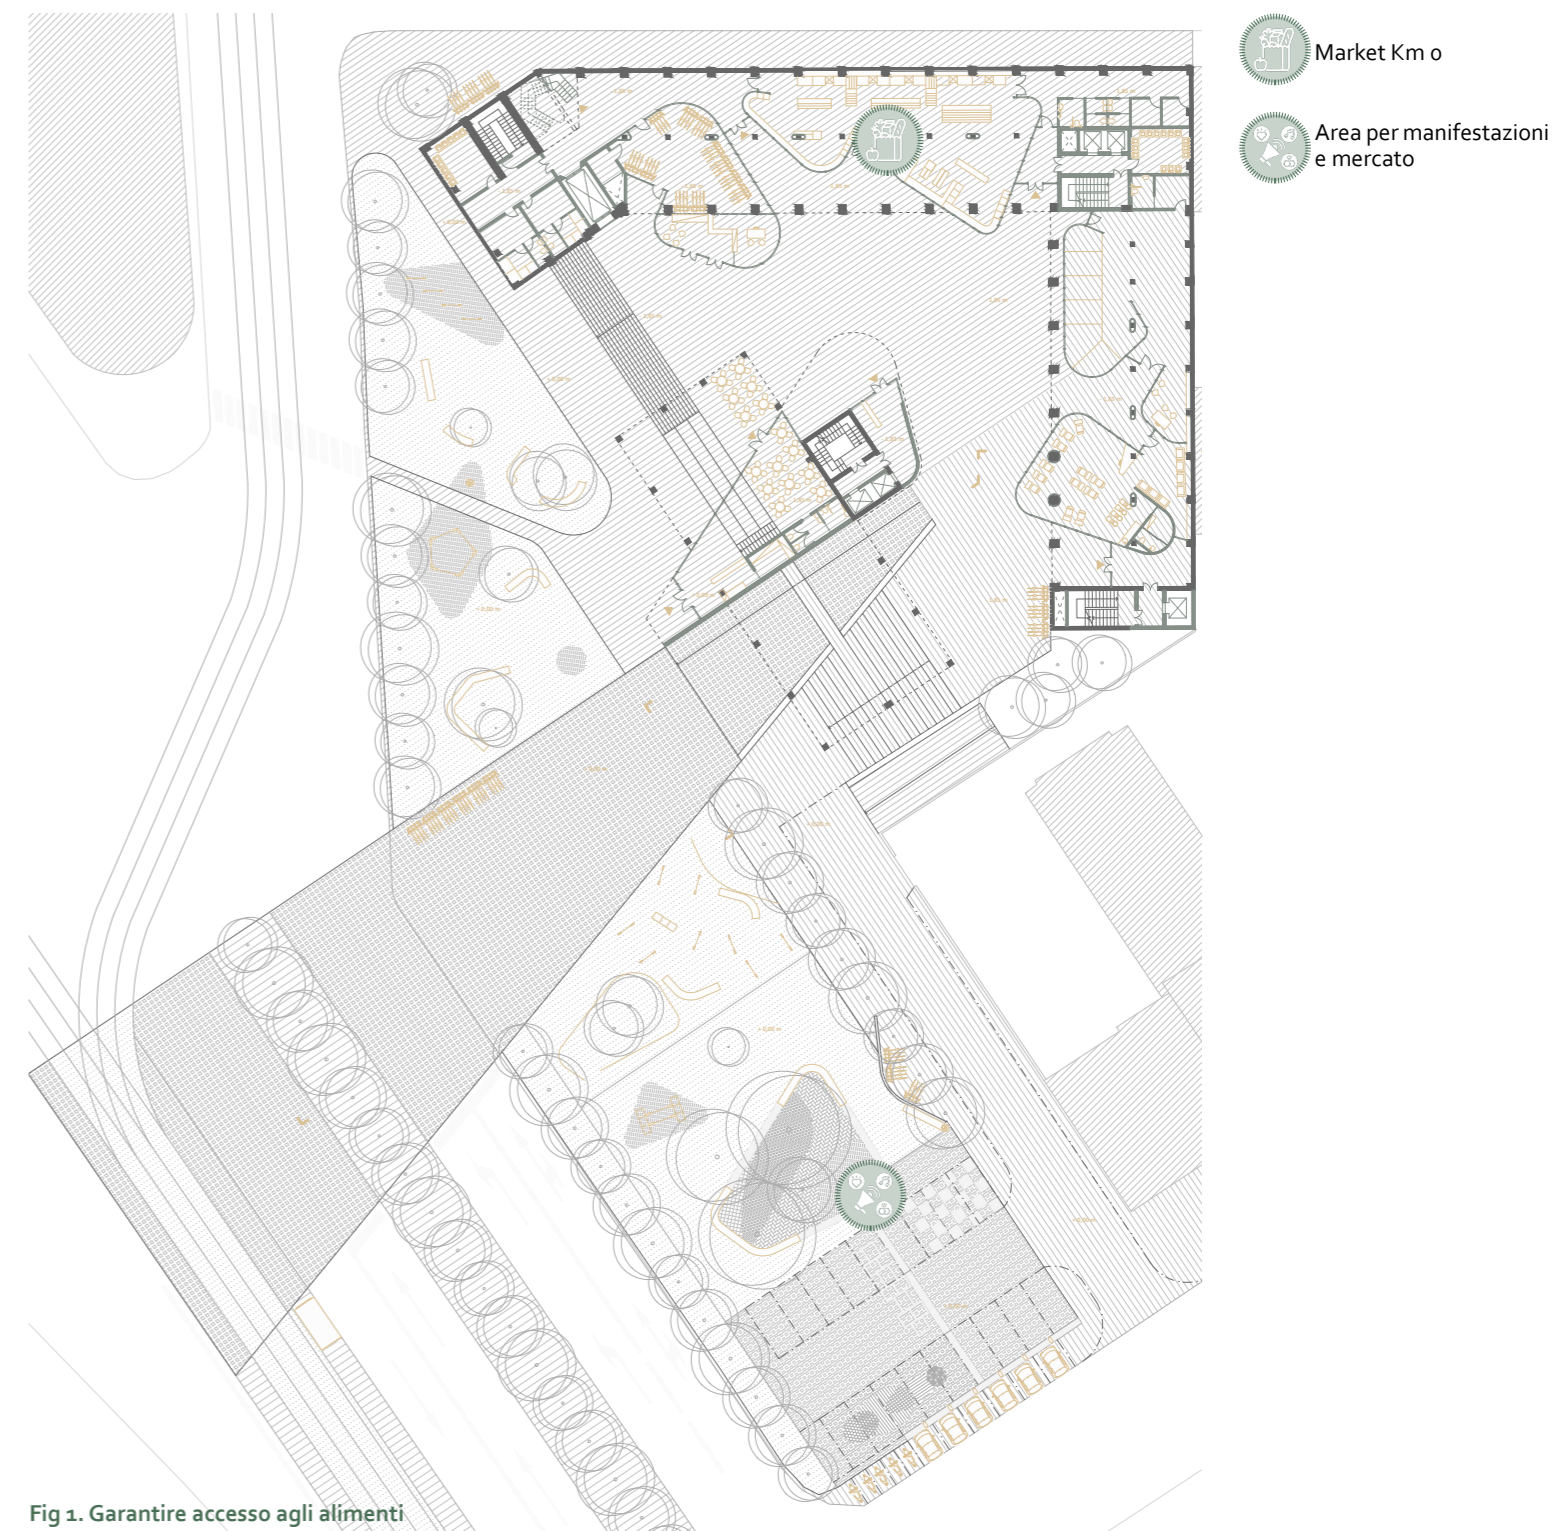 Market Km 0
Area per manifestazioni
e mercato
Fig 1. Garantire accesso agli alimenti